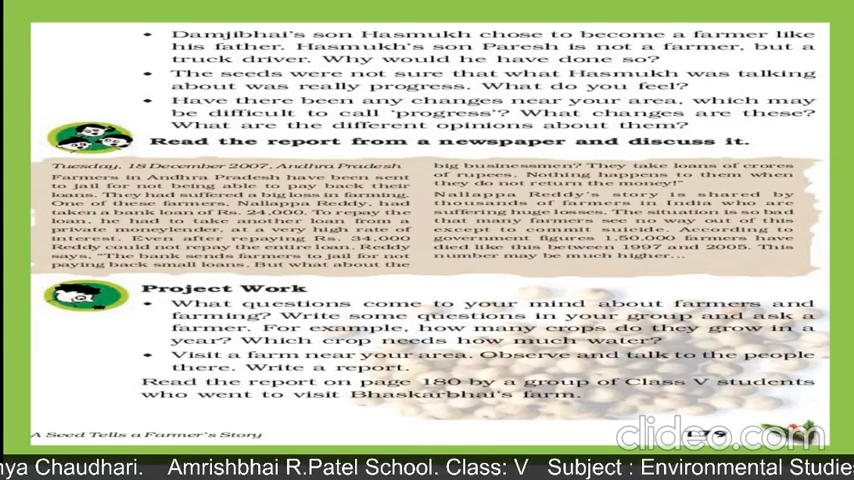 • Damjibhai's son Hasmukh chose to become a farmer like
his father. Hasmukh's son Paresh is not a farmer, but a
truck driver. Why would he have done so?
• The seeds were not sure that what Hasmukh was talking
about was really progress. What do you feel?
• Have there been any changes near your area, which may
be difficult to call 'progress'? What changes are these?
What are the different opinions about them?
Read the report from a newspaper and discuss it.
Tuesday, 18 December 2007, Andhra Pradesh
Farmers in Andhra Pradesh have been sent
to jail for not being able to pay back their
loans. They had suffered a big loss in farming.
One of these farmers, Nallappa Reddy, had
taken a bank loan of Rs. 24,000. To repay the
loan, he had to take another loan from a
private moneylender, at a very high rate of
interest. Even after repaying Rs. 34,000
Reddy could not repay the entire loan. Reddy
says, "The bank sends farmers to jail for not
paying back small loans. But what about the
big businessmen? They take loans of crores
of rupees. Nothing happens to them when
they do not return the money!"
Nallappa Reddy's story is shared by
thousands of farmers in India who are
suffering huge losses. The situation is so bad
that many farmers see no way out of this
except to commit suicide. According to
government figures 1,50,000 farmers have
died like this between 1997 and 2005. This
number may be much higher...
Project Work
• What questions come to your mind about farmers and
farming? Write some questions in your group and ask a
farmer. For example, how many crops do they grow in a
year? Which crop needs how much water?
• Visit a farm near your area. Observe and talk to the people
there. Write a report.
Read the report on page 180 by a group of Class V students
who went to visit Bhaskarbhai's farm.
A Seed Tells a Farmer's Story
179
clideo.com
nya Chaudhari. Amrishbhai R.Patel School. Class: V Subject : Environmental Studies